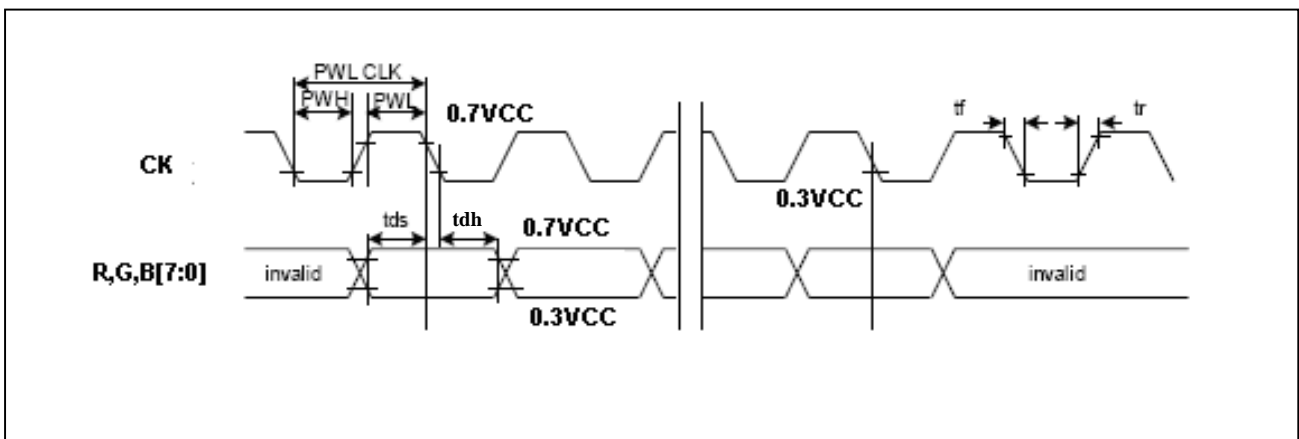 PWL CLK
PWH PWL
0.7VCC
tf tr
CK
0.3VCC
tds tdh
0.7VCC
R,G,B[7:0] invalid invalid
0.3VCC